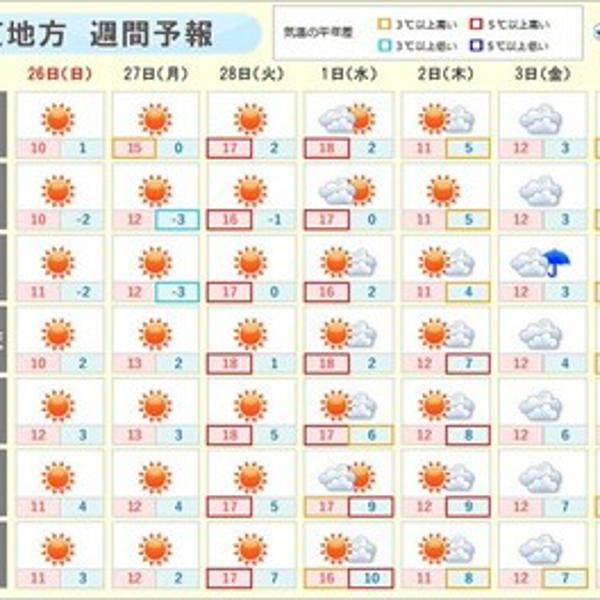 地方 週間予報
気温の平年差 3℃以上高い 5℃以上高い
3℃以上低い 5℃以上低い
26日(日) 27日(月) 28日(火) 1日(水) 2日(木) 3日(金)
10 1 15 0 17 2 18 2 11 5 12 3
10 -2 12 -3 16 -1 17 0 11 5 12 3
11 -2 12 -3 17 0 16 2 11 4 12 3
10 2 13 2 18 1 18 2 12 7 12 4
12 3 13 3 18 5 17 6 12 8 12 6
11 4 12 4 17 5 17 9 12 9 12 7
11 3 12 2 17 7 16 10 11 8 12 7